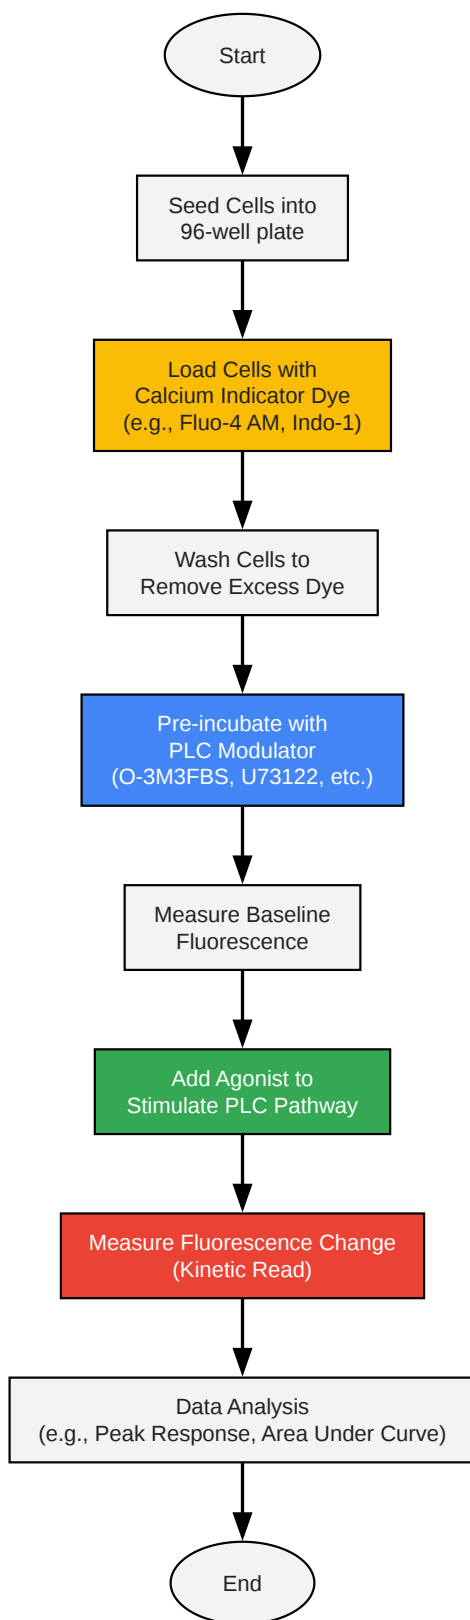 Start
Seed Cells into
96-well plate
Load Cells with
Calcium Indicator Dye
(e.g., Fluo-4 AM, Indo-1)
Wash Cells to
Remove Excess Dye
Pre-incubate with
PLC Modulator
(O-3M3FBS, U73122, etc.)
Measure Baseline
Fluorescence
Add Agonist to
Stimulate PLC Pathway
Measure Fluorescence Change
(Kinetic Read)
Data Analysis
(e.g., Peak Response, Area Under Curve)
End